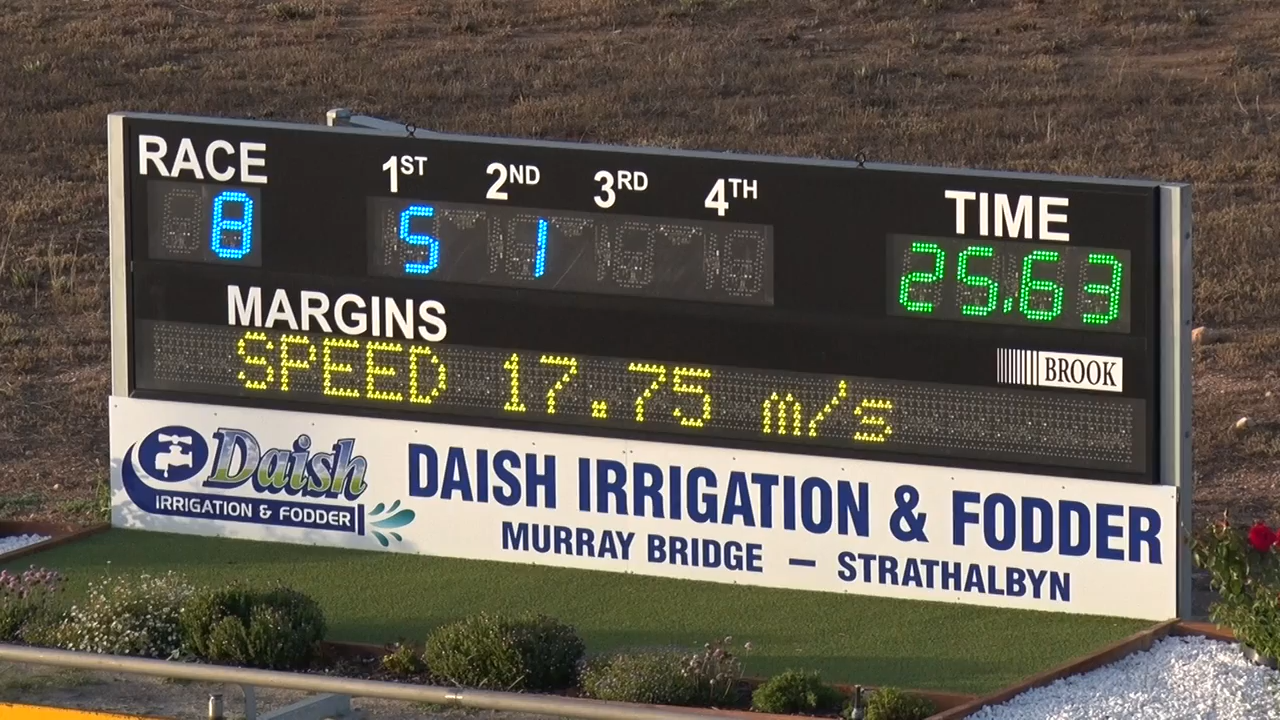 RACE 1ST 2ND 3RD 4TH TIME
8 5 1 25.63
MARGINS
BROOK
SPEED 17.75 m/s
Daish
IRRIGATION & FODDER
DAISH IRRIGATION & FODDER
MURRAY BRIDGE – STRATHALBYN